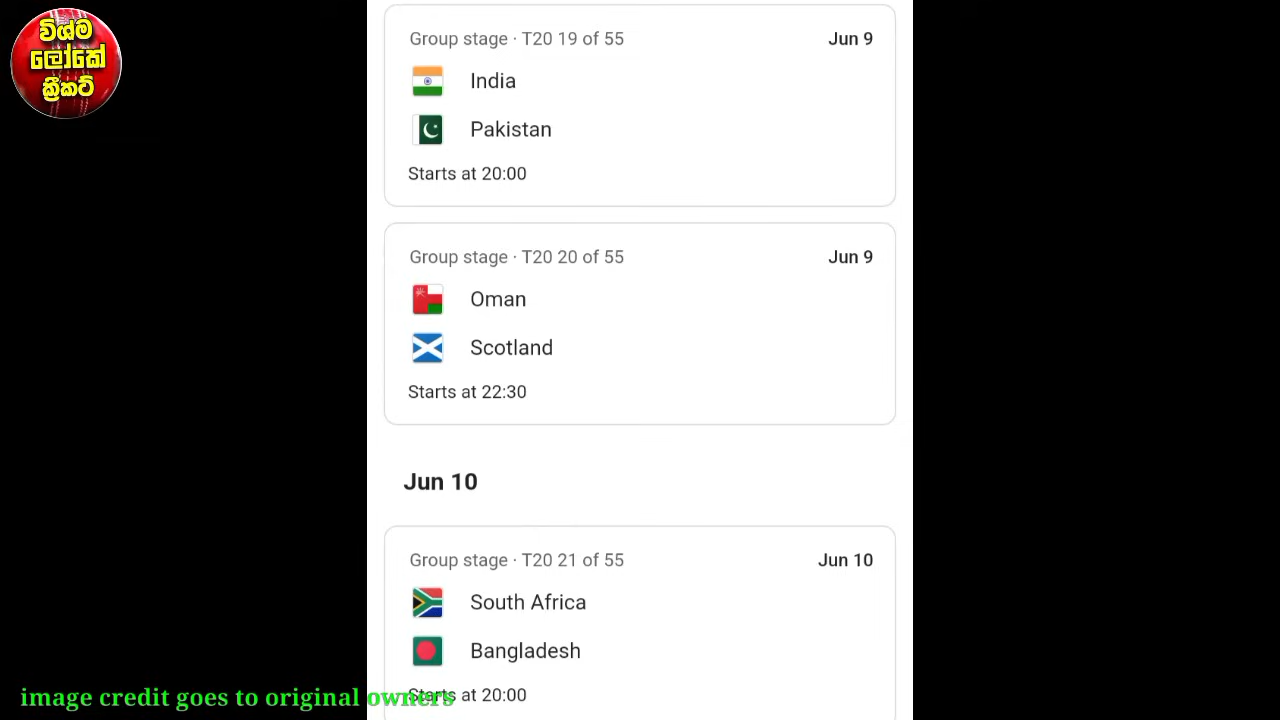 විශ්ම
ලෝකේ
ක්‍රිකට්
Group stage · T20 19 of 55
Jun 9
India
Pakistan
Starts at 20:00
Group stage · T20 20 of 55
Jun 9
Oman
Scotland
Starts at 22:30
Jun 10
Group stage · T20 21 of 55
Jun 10
South Africa
Bangladesh
Starts at 20:00
image credit goes to original owners